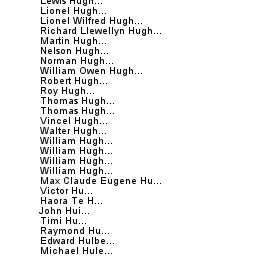 Lewis Hugh...
Lionel Hugh...
Lionel Wilfred Hugh...
Richard Llewellyn Hugh...
Martin Hugh...
Nelson Hugh...
Norman Hugh...
William Owen Hugh...
Robert Hugh...
Roy Hugh...
Thomas Hugh...
Thomas Hugh...
Vincel Hugh...
Walter Hugh...
William Hugh...
William Hugh...
William Hugh...
William Hugh...
Max Claude Eugene Hu...
Victor Hu...
Haora Te H...
John Hui...
Timi Hu...
Raymond Hu...
Edward Hulbe...
Michael Hule...